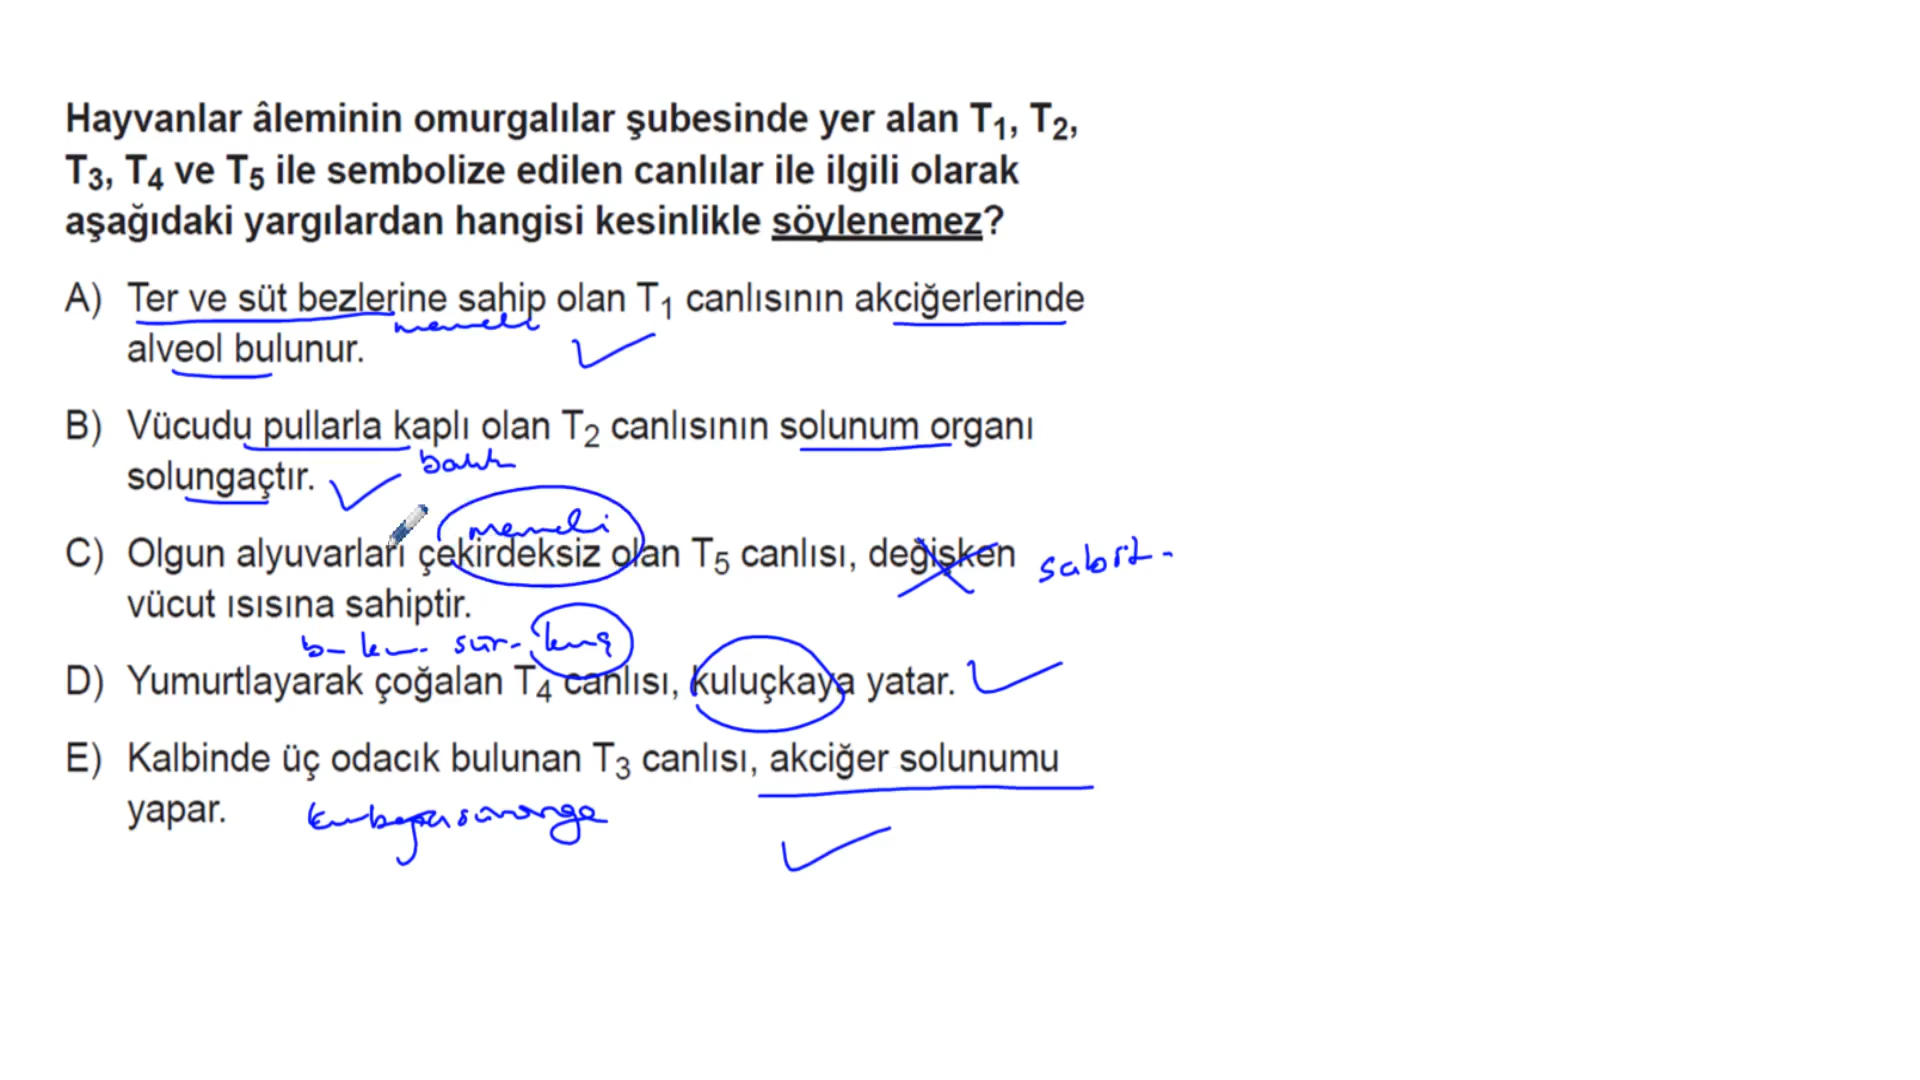 Hayvanlar âleminin omurgalılar şubesinde yer alan T₁, T₂,
T₃, T₄ ve T₅ ile sembolize edilen canlılar ile ilgili olarak
aşağıdaki yargılardan hangisi kesinlikle söylenemez?
A) Ter ve süt bezlerine sahip olan T₁ canlısının akciğerlerinde
memeli
alveol bulunur.
B) Vücudu pullarla kaplı olan T₂ canlısının solunum organı
balık
solungaçtır.
memeli
C) Olgun alyuvarları çekirdeksiz olan T₅ canlısı, değişken sabit.
vücut ısısına sahiptir.
sür. kuş
D) Yumurtlayarak çoğalan T₄ canlısı, kuluçkaya yatar.
E) Kalbinde üç odacık bulunan T₃ canlısı, akciğer solunumu
yapar.